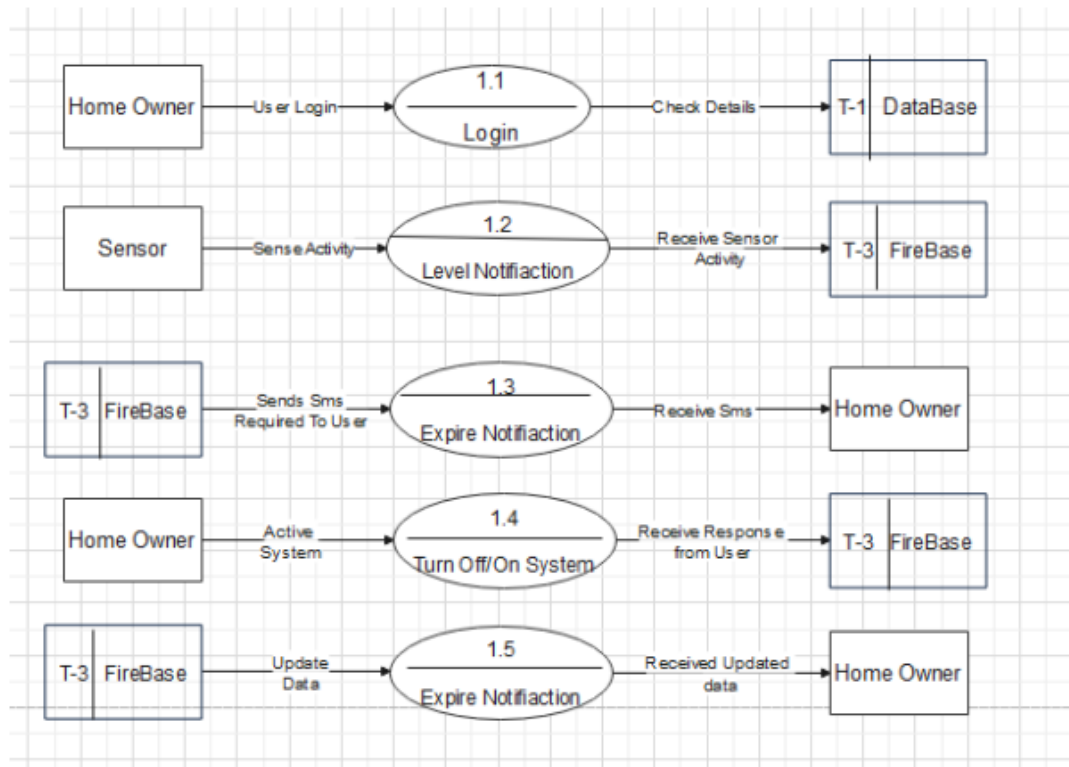 1.1
Home Owner
User Login
Check Details
T-1 DataBase
Login
1.2
Sensor
Sense Activity
Receive Sensor
Activity
T-3 FireBase
Level Notifiaction
1.3
T-3 FireBase
Sends Sms
Required To User
Receive Sms
Home Owner
Expire Notifiaction
1.4
Home Owner
Active
System
Receive Response
from User
T-3 FireBase
Turn Off/On System
1.5
T-3 FireBase
Update
Data
Received Updated
data
Home Owner
Expire Notifiaction